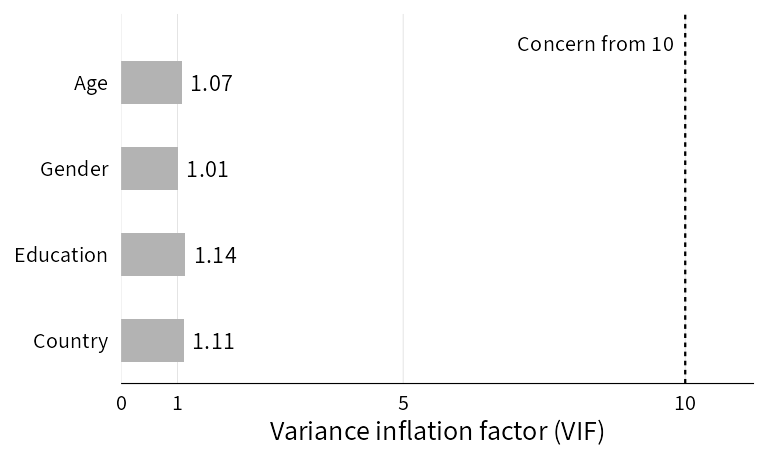 Concern from 10
Age 1.07
Gender 1.01
Education 1.14
Country 1.11
0 1 5 10
Variance inflation factor (VIF)